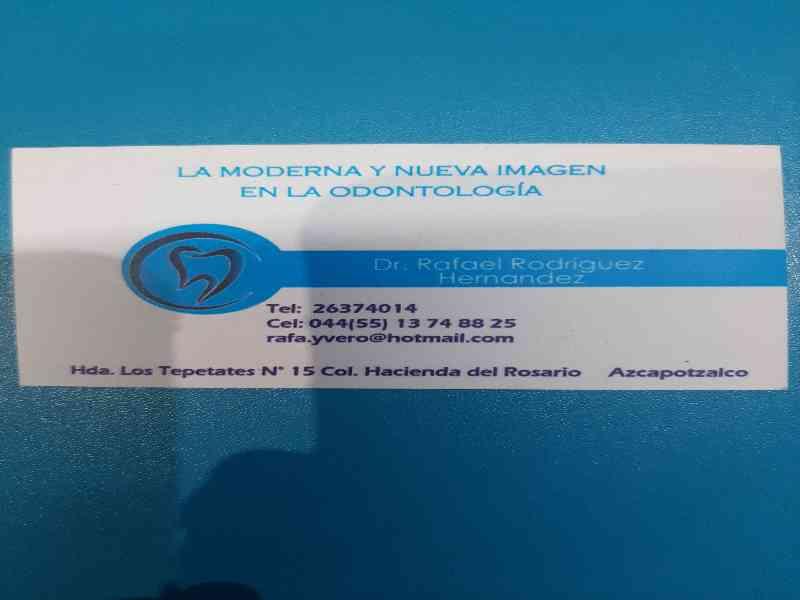 LA MODERNA Y NUEVA IMAGEN
EN LA ODONTOLOGÍA
Dr. Rafael Rodriguez
Hernandez
Tel: 26374014
Cel: 044(55) 13 74 88 25
rafa.yvero@hotmail.com
Hda. Los Tepetates N° 15 Col. Hacienda del Rosario Azcapotzalco